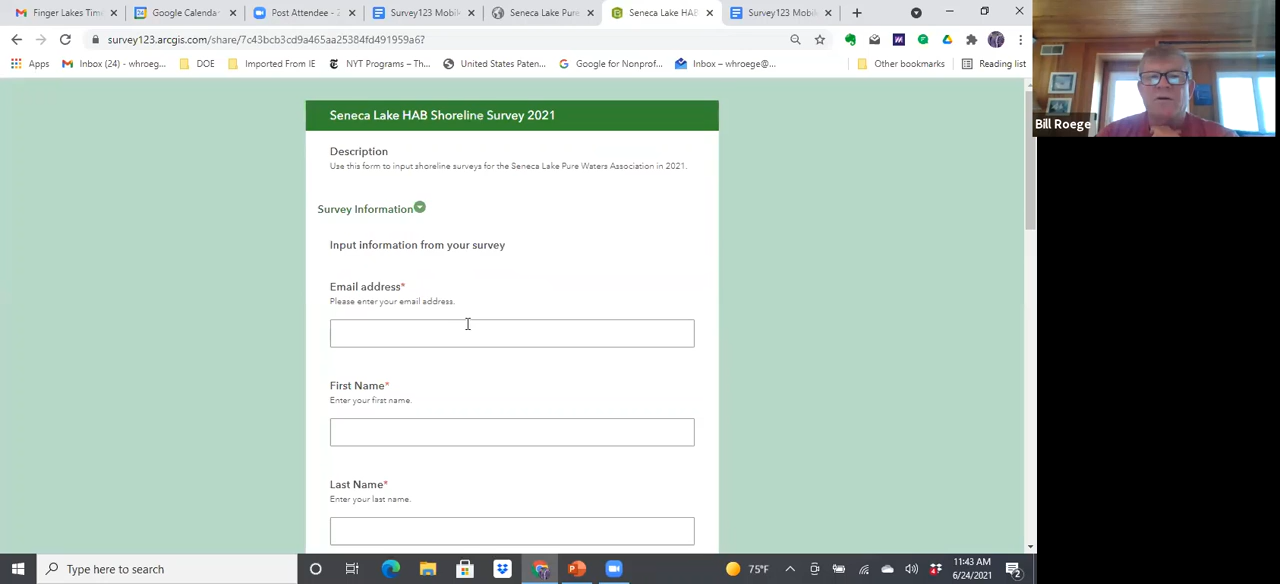 Finger Lakes Tim
Google Calenda
Post Attendee - 2
Survey123 Mobi
Seneca Lake Pur
Seneca Lake HAB
Survey123 Mobi
survey123.arcgis.com/share/7c43bcb3cd9a465aa25384fd491959a6?
Apps
Inbox (24) - whroeg...
DOE
Imported From IE
NYT Programs – Th...
United States Paten...
Google for Nonprof...
Inbox – whroege@...
Other bookmarks
Reading list
Bill Roege
Seneca Lake HAB Shoreline Survey 2021
Description
Use this form to input shoreline surveys for the Seneca Lake Pure Waters Association in 2021.
Survey Information
Input information from your survey
Email address*
Please enter your email address.
First Name*
Enter your first name.
Last Name*
Enter your last name.
Type here to search
75°F
11:43 AM
6/24/2021
2